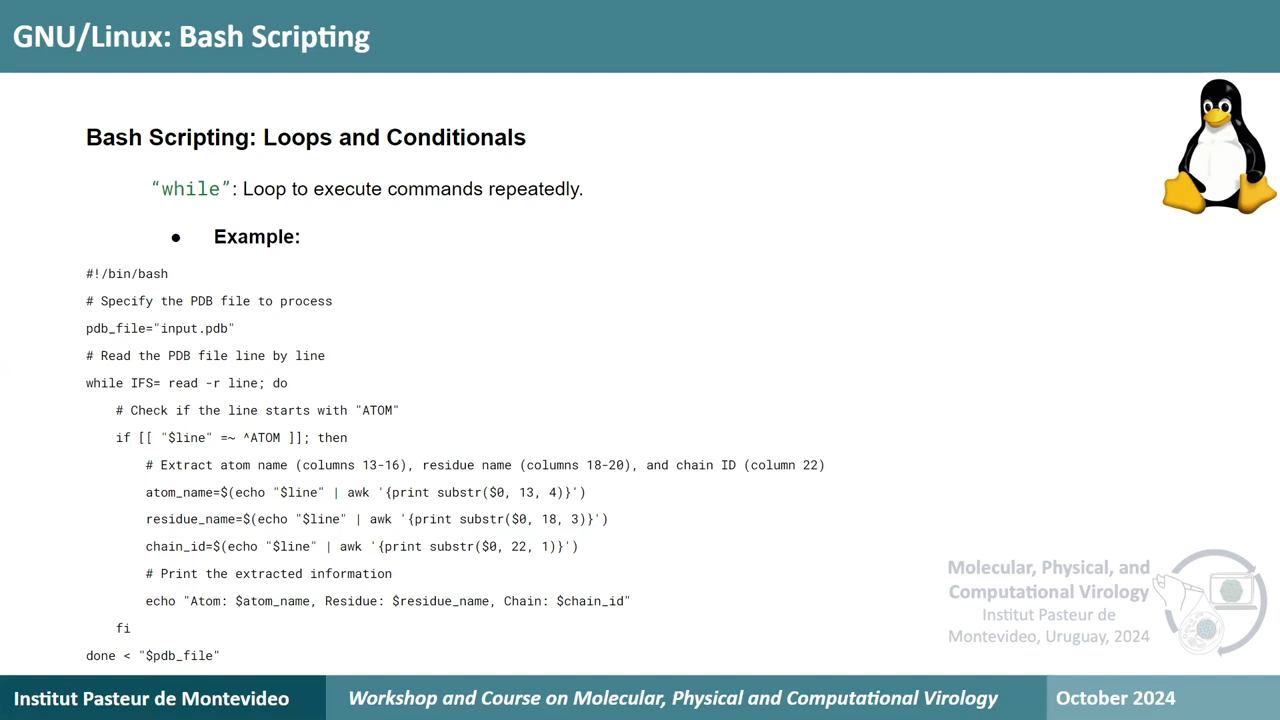 GNU/Linux: Bash Scripting
Bash Scripting: Loops and Conditionals
“while”: Loop to execute commands repeatedly.
● Example:
#!/bin/bash
# Specify the PDB file to process
pdb_file="input.pdb"
# Read the PDB file line by line
while IFS= read -r line; do
# Check if the line starts with "ATOM"
if [[ "$line" =~ ^ATOM ]]; then
# Extract atom name (columns 13-16), residue name (columns 18-20), and chain ID (column 22)
atom_name=$(echo "$line" | awk '{print substr($0, 13, 4)}')
residue_name=$(echo "$line" | awk '{print substr($0, 18, 3)}')
chain_id=$(echo "$line" | awk '{print substr($0, 22, 1)}')
# Print the extracted information
echo "Atom: $atom_name, Residue: $residue_name, Chain: $chain_id"
fi
done < "$pdb_file"
Molecular, Physical, and
Computational Virology
Institut Pasteur de
Montevideo, Uruguay, 2024
Institut Pasteur de Montevideo
Workshop and Course on Molecular, Physical and Computational Virology
October 2024